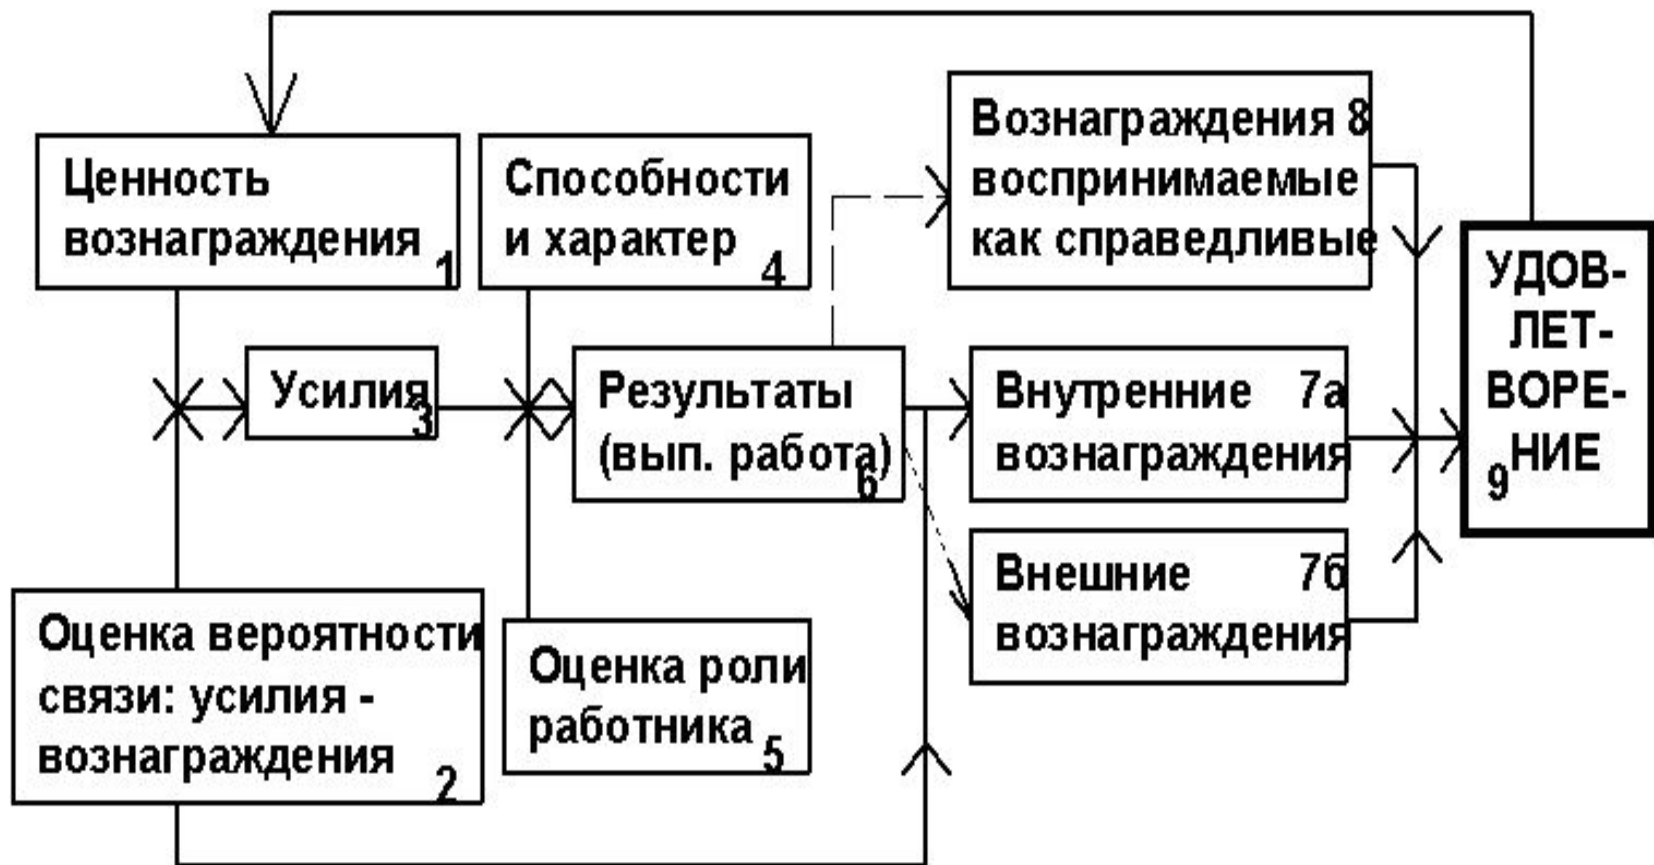 Ценность
вознаграждения 1
Способности
и характер 4
Вознаграждения 8
воспринимаемые
как справедливые
УДОВ-
ЛЕТ-
ВОРЕ-
НИЕ
9
Усилия 3
Результаты
(вып. работа) 6
Внутренние 7а
вознаграждения
Внешние 7б
вознаграждения
Оценка вероятности
связи: усилия -
вознаграждения 2
Оценка роли
работника 5